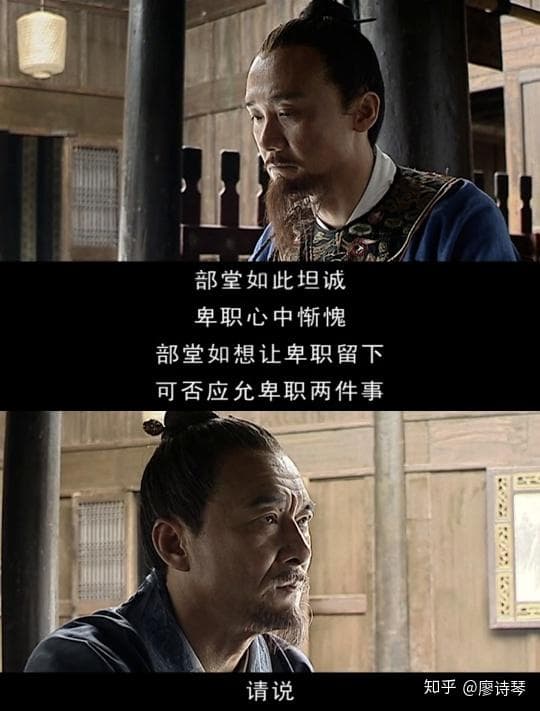 部堂如此坦诚
卑职心中惭愧
部堂如想让卑职留下
可否应允卑职两件事
请说
知乎 @廖诗琴